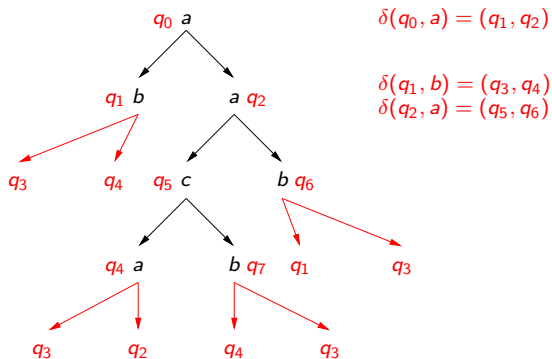 q₀ a δ(q₀, a) = (q₁, q₂)
q₁ b a q₂ δ(q₁, b) = (q₃, q₄)
δ(q₂, a) = (q₅, q₆)
q₃ q₄ q₅ c b q₆
q₄ a b q₇ q₁ q₃
q₃ q₂ q₄ q₃